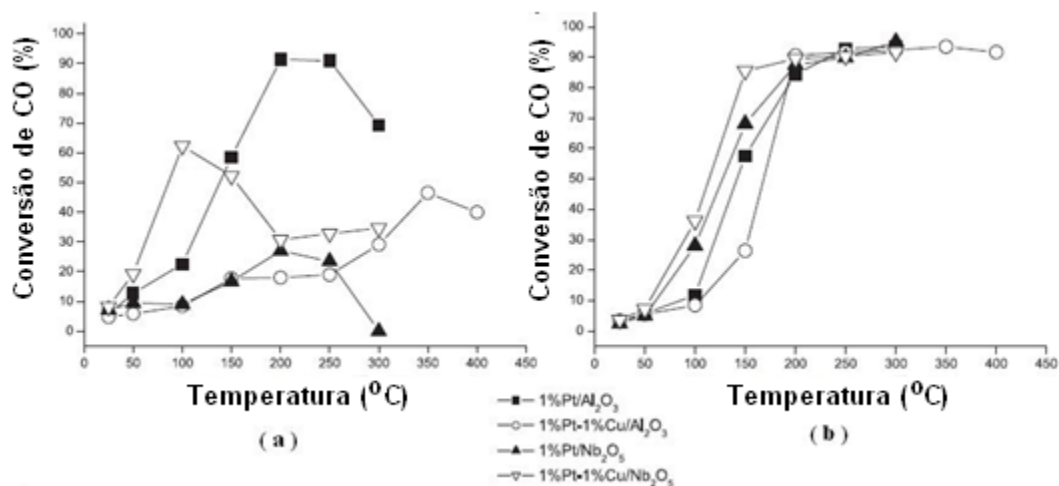 Conversão de CO (%)
100
90
80
70
60
50
40
30
20
10
0
0 50 100 150 200 250 300 350 400 450
Temperatura (ºC)
( a )
Conversão de CO (%)
100
90
80
70
60
50
40
30
20
10
0
0 50 100 150 200 250 300 350 400 450
Temperatura (ºC)
( b )
1%Pt/Al₂O₃
1%Pt-1%Cu/Al₂O₃
1%Pt/Nb₂O₅
1%Pt-1%Cu/Nb₂O₅